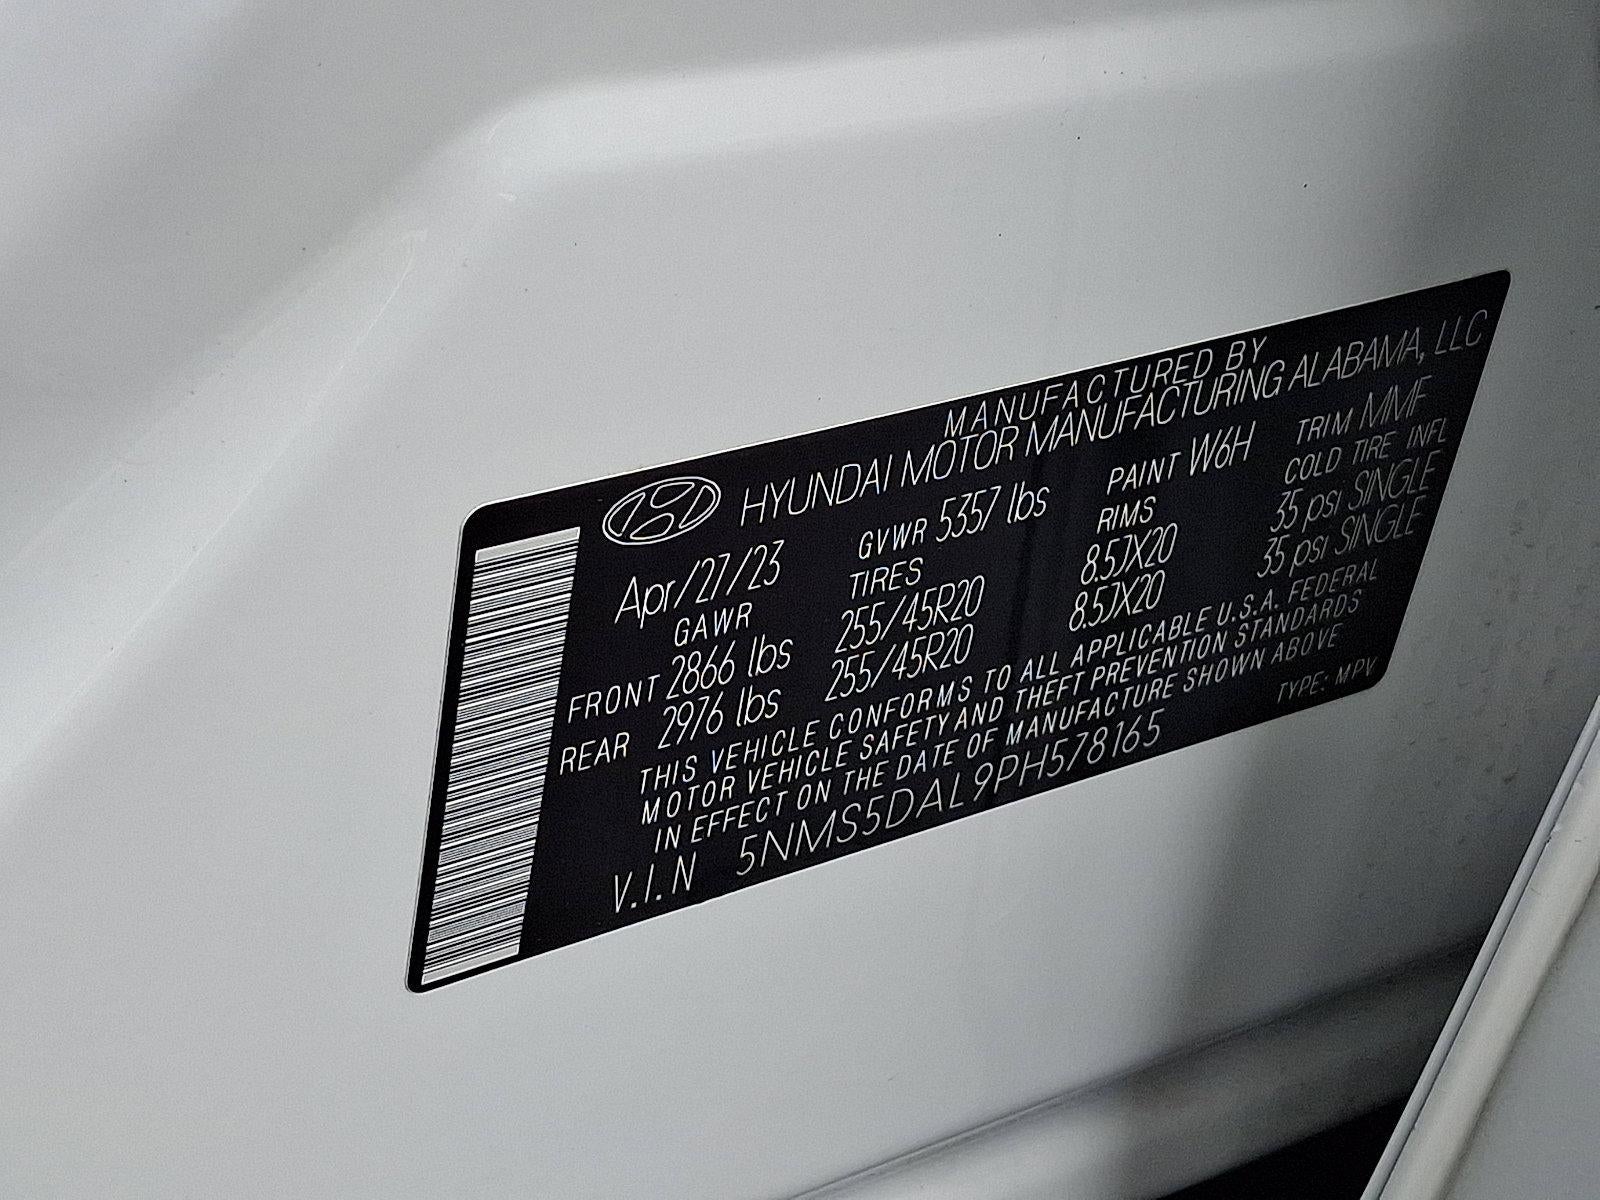 MANUFACTURED BY
HYUNDAI MOTOR MANUFACTURING ALABAMA, LLC
Apr/27/23 GVWR 5357 lbs PAINT W6H TRIM MMF
GAWR TIRES RIMS COLD TIRE INFL
FRONT 2866 lbs 255/45R20 8.5JX20 35 psi SINGLE
REAR 2976 lbs 255/45R20 8.5JX20 35 psi SINGLE
THIS VEHICLE CONFORMS TO ALL APPLICABLE U.S.A. FEDERAL
MOTOR VEHICLE SAFETY AND THEFT PREVENTION STANDARDS
IN EFFECT ON THE DATE OF MANUFACTURE SHOWN ABOVE
V.I.N 5NMS5DAL9PH578165 TYPE: MPV